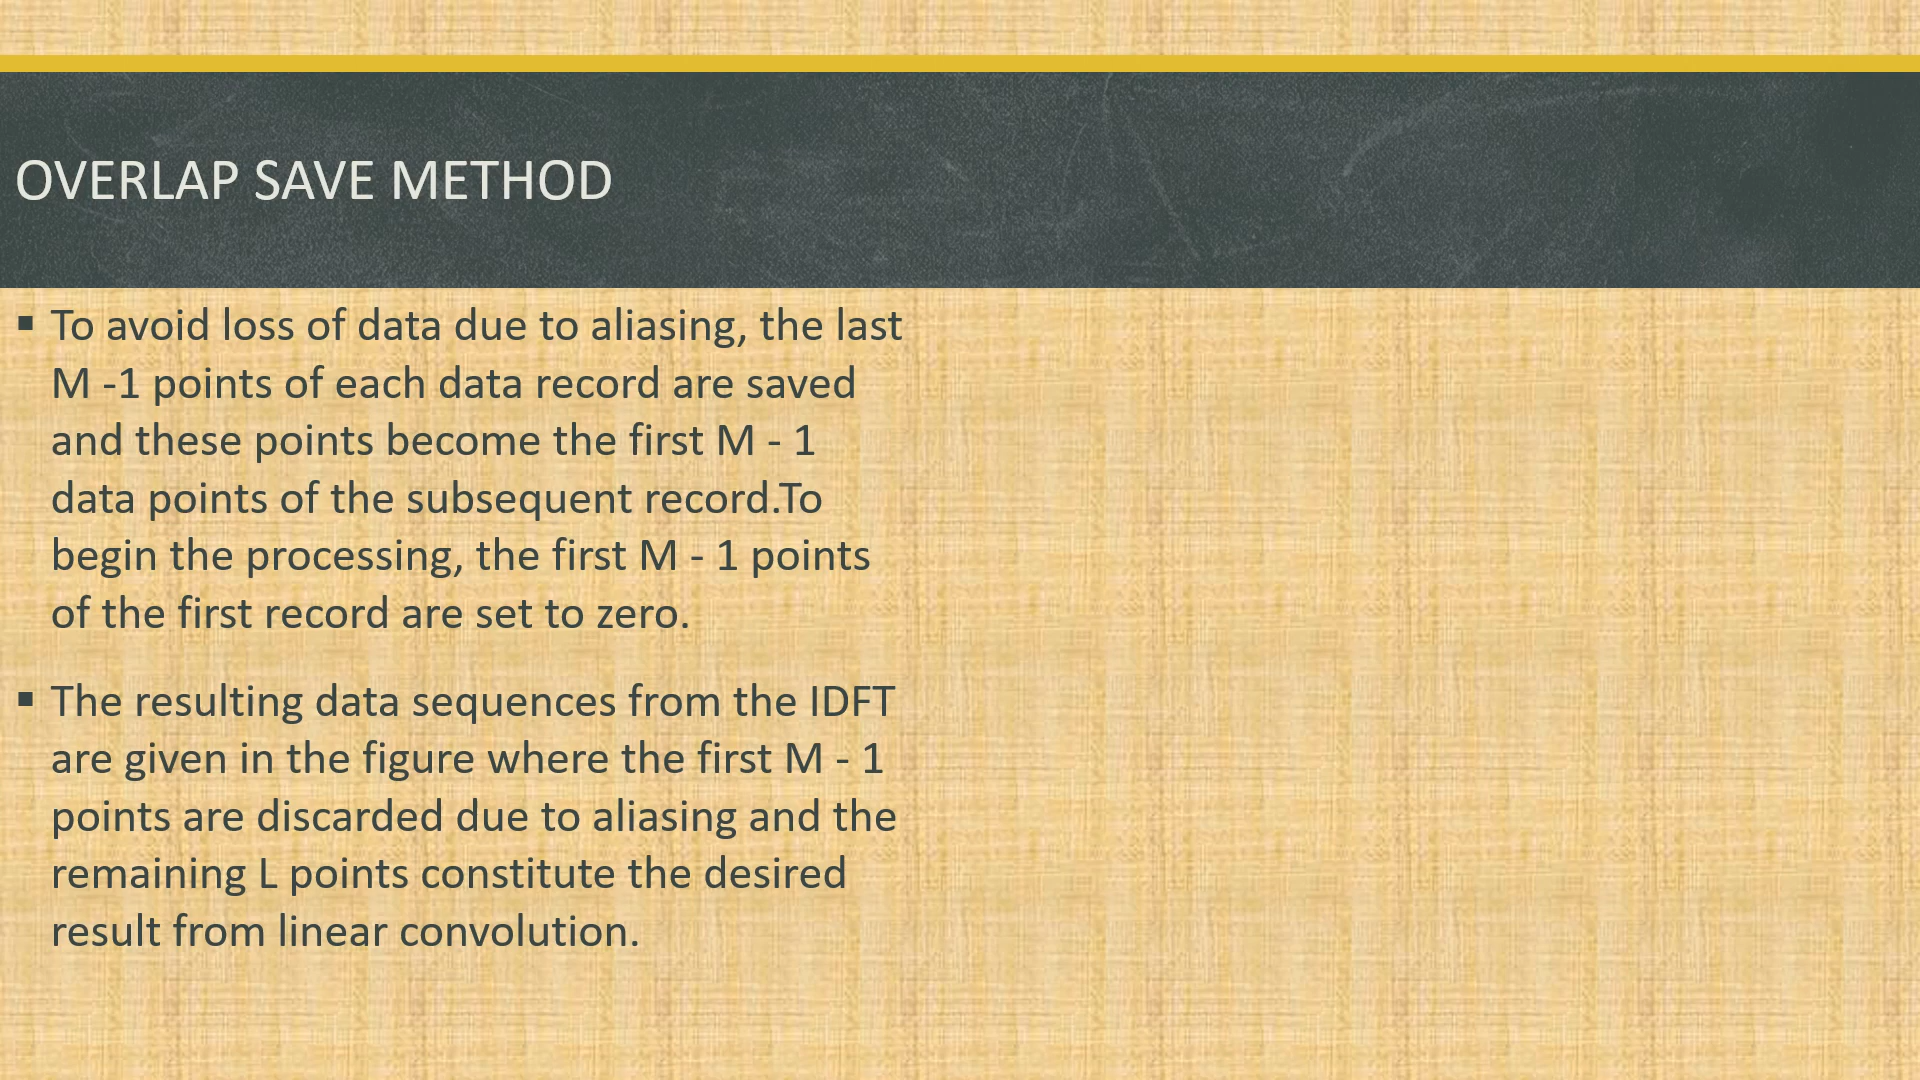 OVERLAP SAVE METHOD
▪ To avoid loss of data due to aliasing, the last
M -1 points of each data record are saved
and these points become the first M - 1
data points of the subsequent record.To
begin the processing, the first M - 1 points
of the first record are set to zero.
▪ The resulting data sequences from the IDFT
are given in the figure where the first M - 1
points are discarded due to aliasing and the
remaining L points constitute the desired
result from linear convolution.